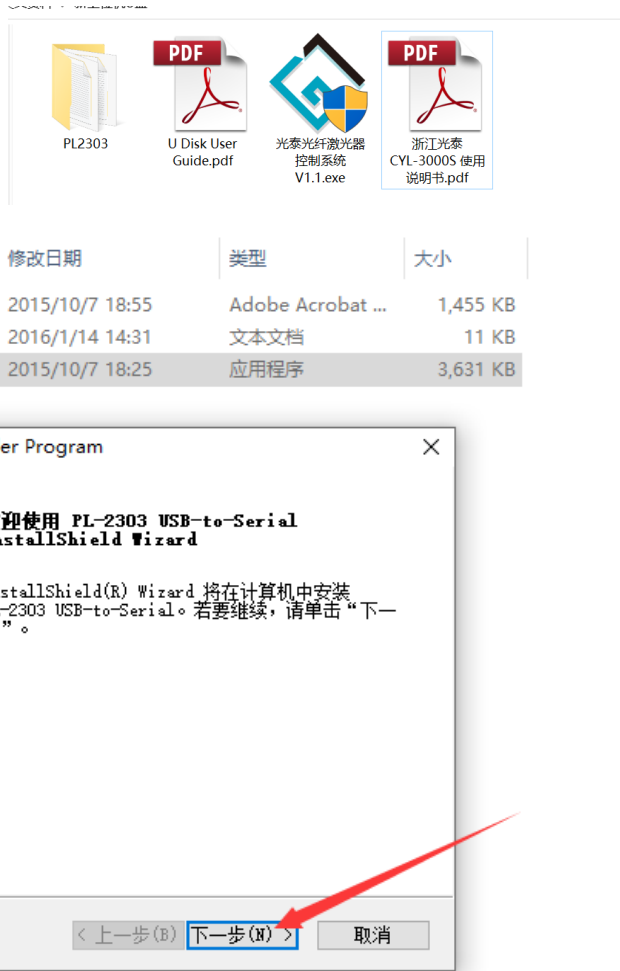 PDF
PDF
PL2303
U Disk User
Guide.pdf
光泰光纤激光器
控制系统
V1.1.exe
浙江光泰
CYL-3000S 使用
说明书.pdf
修改日期 类型 大小
2015/10/7 18:55 Adobe Acrobat ... 1,455 KB
2016/1/14 14:31 文本文档 11 KB
2015/10/7 18:25 应用程序 3,631 KB
er Program
迎使用 PL-2303 USB-to-Serial
stallShield Wizard
stallShield(R) Wizard 将在计算机中安装
-2303 USB-to-Serial。若要继续，请单击“下一
”。
< 上一步(B) 下一步(N) > 取消